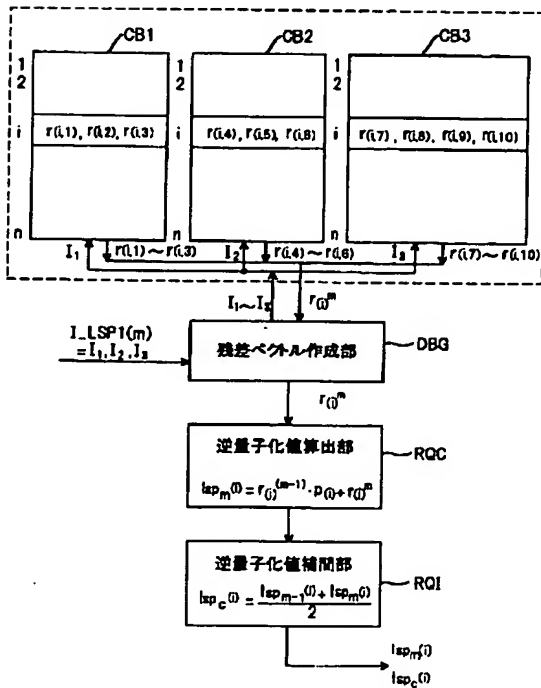 CB1 CB2 CB3
1 1 1
2 2 2
i r(i,1), r(i,2), r(i,3) i r(i,4), r(i,5), r(i,6) i r(i,7), r(i,8), r(i,9), r(i,10)
n n n
I₁ r(i,1)～r(i,3) I₂ r(i,4)～r(i,6) I₃ r(i,7)～r(i,10)
I₁～I₃ r(i)ᵐ
I_LSP1(m)
=I₁,I₂,I₃
残差ベクトル作成部 DBG
r(i)ᵐ
逆量子化値算出部 RQC
lspₘ(i)=r(i)⁽ᵐ⁻¹⁾・p(i)+r(i)ᵐ
逆量子化値補間部 RQI
lsp_c(i)=(lspₘ₋₁(i)+lspₘ(i))/2
lspₘ(i)
lsp_c(i)